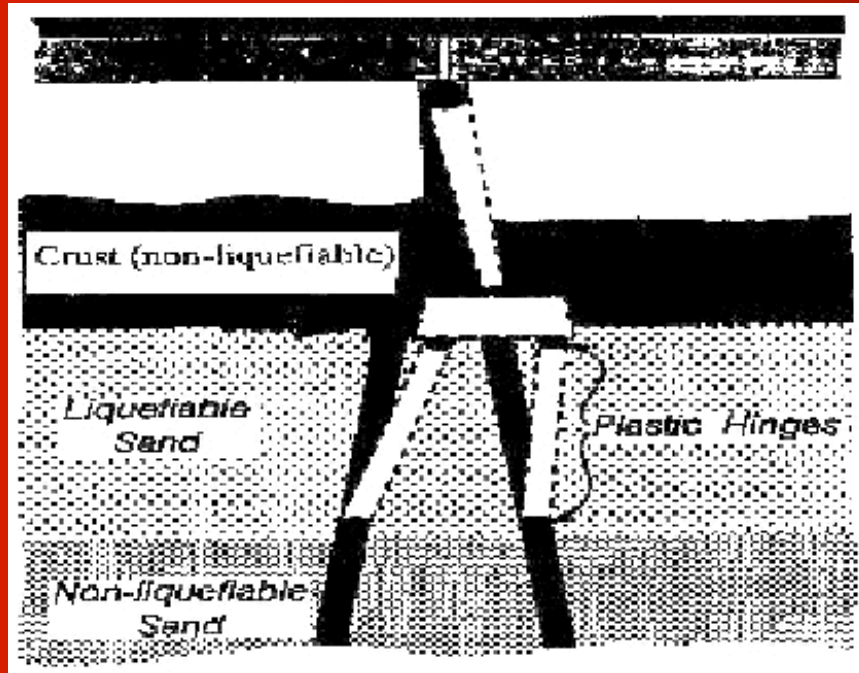 Crust (non-liquefiable)
Liquefiable
Sand
Plastic Hinges
Non-liquefiable
Sand